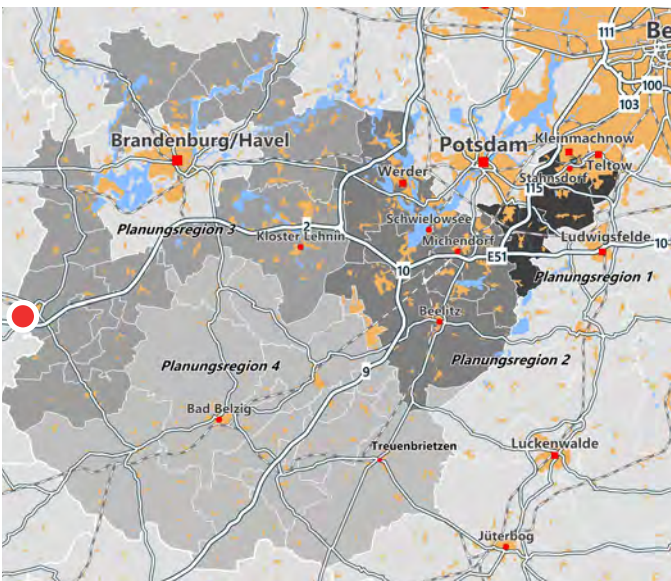 111
Be
100
103
Brandenburg/Havel
Potsdam
Kleinmachnow
Teltow
Werder
Stahnsdorf
115
Schwielowsee
Planungsregion 3
2
Kloster Lehnin
Michendorf
Ludwigsfelde
10
E51
10
Planungsregion 1
Beelitz
Planungsregion 4
9
Planungsregion 2
Bad Belzig
Treuenbrietzen
Luckenwalde
Jüterbog